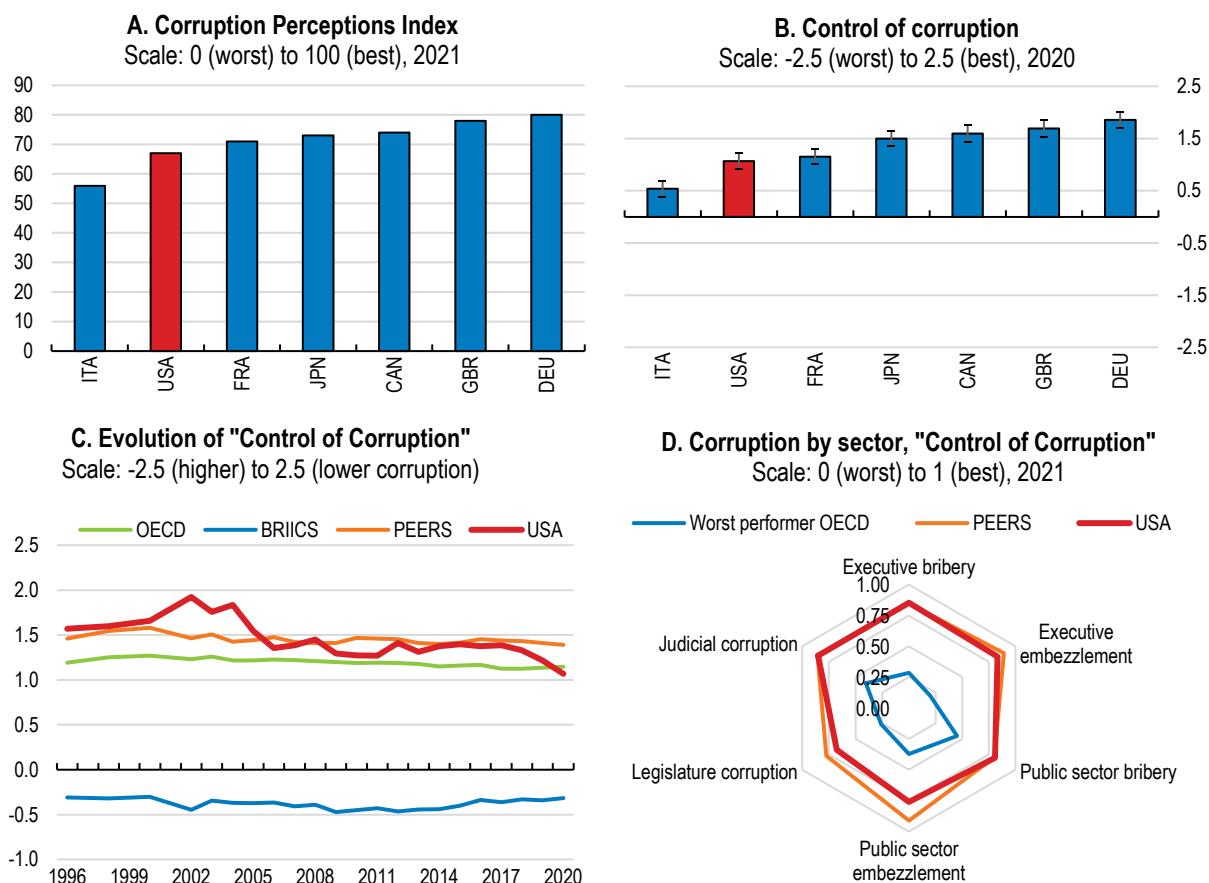 A. Corruption Perceptions Index
Scale: 0 (worst) to 100 (best), 2021
90
80
70
60
50
40
30
20
10
0
ITA
USA
FRA
JPN
CAN
GBR
DEU
B. Control of corruption
Scale: -2.5 (worst) to 2.5 (best), 2020
2.5
1.5
0.5
-0.5
-1.5
-2.5
ITA
USA
FRA
JPN
CAN
GBR
DEU
C. Evolution of "Control of Corruption"
Scale: -2.5 (higher) to 2.5 (lower corruption)
OECD
BRIICS
PEERS
USA
2.5
2.0
1.5
1.0
0.5
0.0
-0.5
-1.0
1996
1999
2002
2005
2008
2011
2014
2017
2020
D. Corruption by sector, "Control of Corruption"
Scale: 0 (worst) to 1 (best), 2021
Worst performer OECD
PEERS
USA
Executive bribery
1.00
0.75
0.50
0.25
0.00
Executive
embezzlement
Public sector bribery
Public sector
embezzlement
Legislature corruption
Judicial corruption